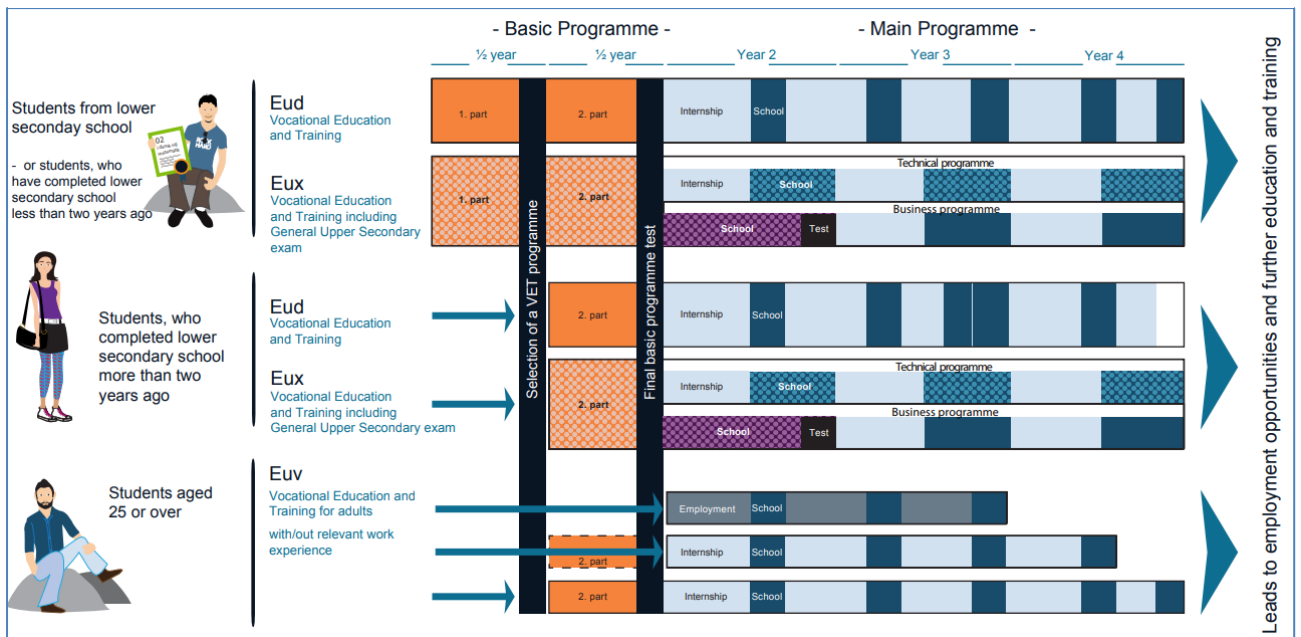 - Basic Programme -
- Main Programme -
½ year
½ year
Year 2
Year 3
Year 4
Students from lower
seconday school
- or students, who
have completed lower
secondary school
less than two years ago
Eud
Vocational Education
and Training
1. part
2. part
Internship
School
Eux
Vocational Education
and Training including
General Upper Secondary
exam
1. part
2. part
Technical programme
Internship
School
Business programme
School
Test
Selection of a VET programme
Final basic programme test
Students, who
completed lower
secondary school
more than two
years ago
Eud
Vocational Education
and Training
2. part
Internship
School
Eux
Vocational Education
and Training including
General Upper Secondary exam
2. part
Technical programme
Internship
School
Business programme
School
Test
Students aged
25 or over
Euv
Vocational Education and
Training for adults
with/out relevant work
experience
Employment
School
2. part
Internship
School
2. part
Internship
School
Leads to employment opportunities and further education and training